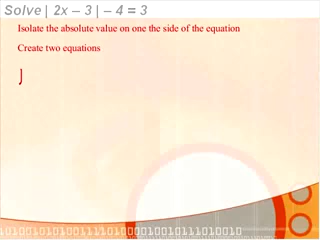 Solve | 2x – 3 | – 4 = 3
Isolate the absolute value on one the side of the equation
Create two equations